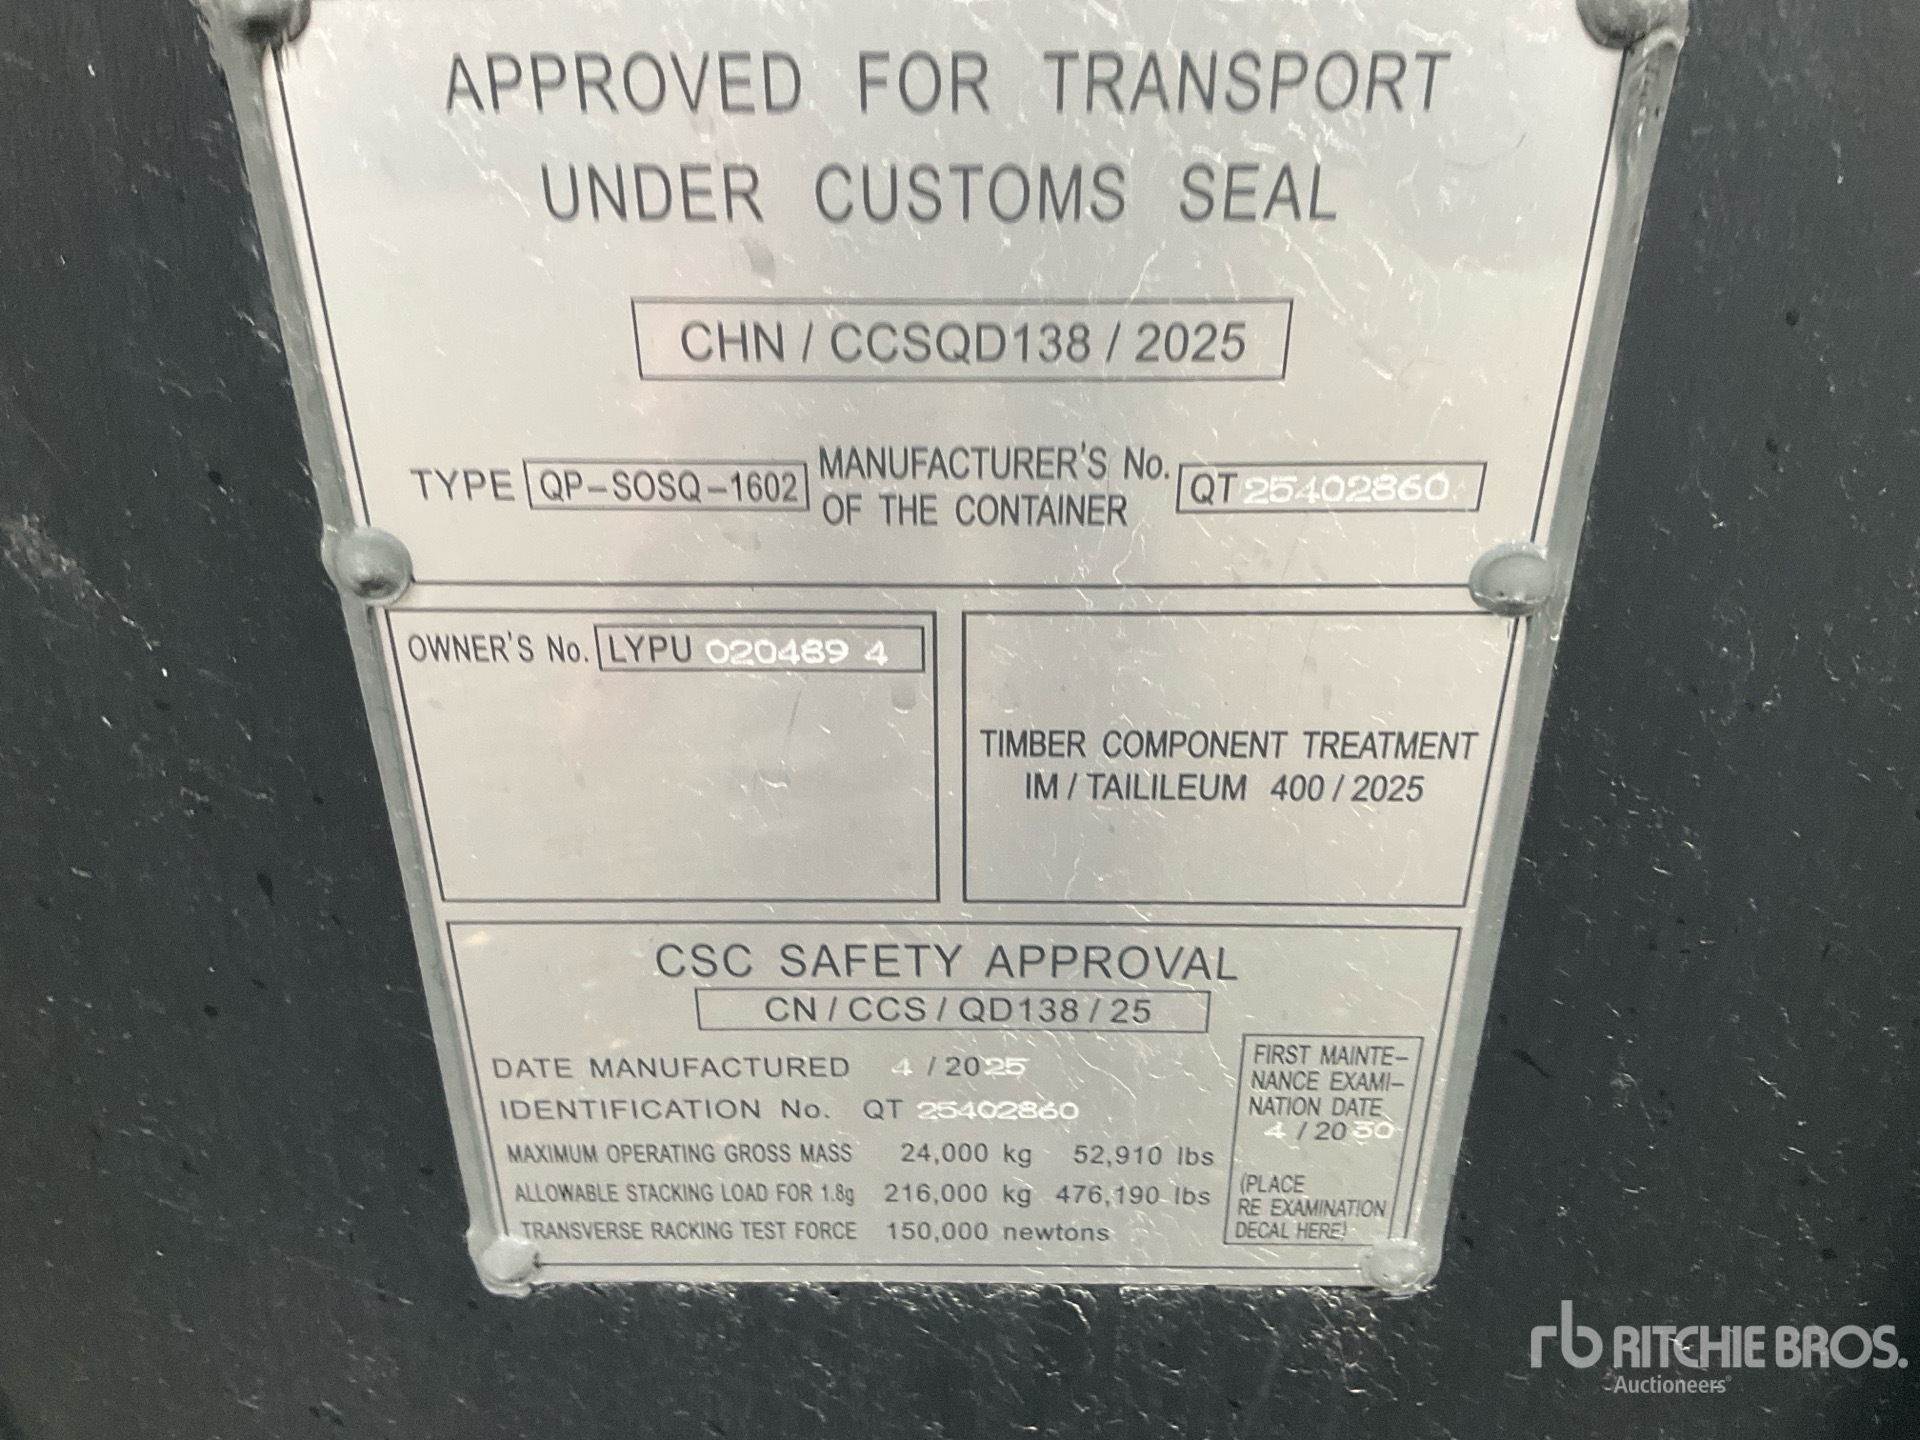 APPROVED FOR TRANSPORT
UNDER CUSTOMS SEAL
CHN / CCSQD138 / 2025
TYPE QP-SOSQ-1602 MANUFACTURER'S No. OF THE CONTAINER QT 25402860
OWNER'S No. LYPU 020489 4
TIMBER COMPONENT TREATMENT
IM / TAILILEUM 400 / 2025
CSC SAFETY APPROVAL
CN / CCS / QD138 / 25
DATE MANUFACTURED 4 / 2025
IDENTIFICATION No. QT 25402860
MAXIMUM OPERATING GROSS MASS 24,000 kg 52,910 lbs
ALLOWABLE STACKING LOAD FOR 1.8g 216,000 kg 476,190 lbs
TRANSVERSE RACKING TEST FORCE 150,000 newtons
FIRST MAINTE-
NANCE EXAMI-
NATION DATE
4 / 2030
(PLACE
RE EXAMINATION
DECAL HERE)
rb RITCHIE BROS.
Auctioneers